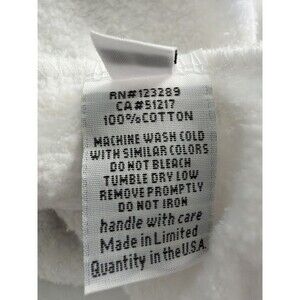 RN#123289
CA#51217
100%COTTON
MACHINE WASH COLD
WITH SIMILAR COLORS
DO NOT BLEACH
TUMBLE DRY LOW
REMOVE PROMPTLY
DO NOT IRON
handle with care
Made in Limited
Quantity in the U.S.A.